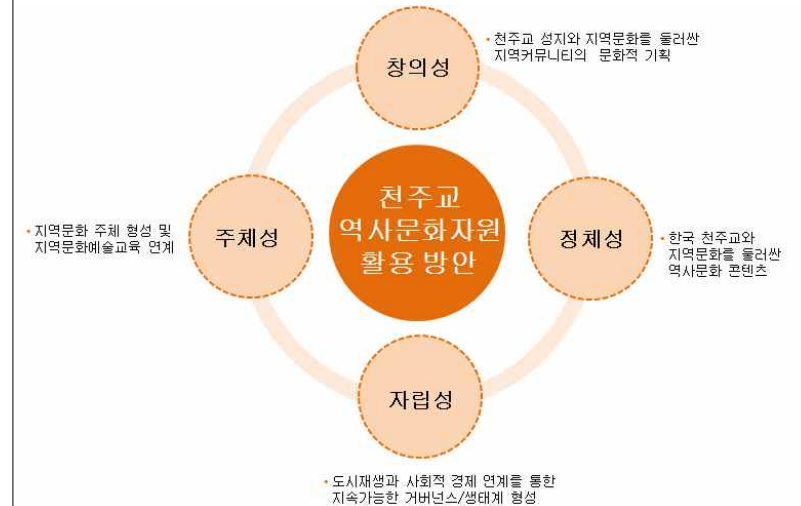 창의성
• 천주교 성지와 지역문화를 둘러싼
지역커뮤니티의 문화적 기획
천주교
역사문화자원
활용 방안
• 지역문화 주체 형성 및
지역문화예술교육 연계
주체성
정체성
• 한국 천주교와
지역문화를 둘러싼
역사문화 콘텐츠
자립성
• 도시재생과 사회적 경제 연계를 통한
지속가능한 거버넌스/생태계 형성